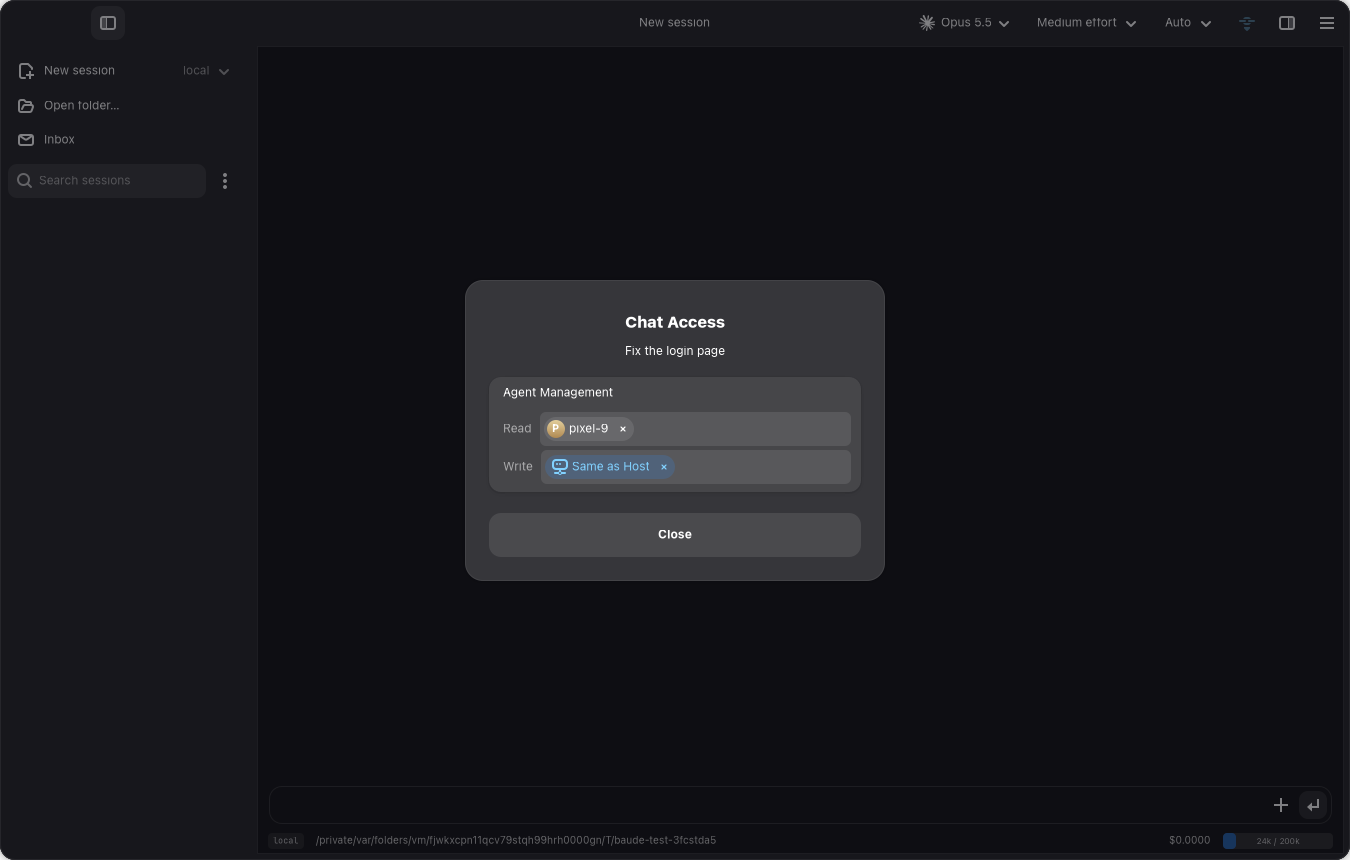 New session
Opus 5.5
Medium effort
Auto
New session
local
Open folder...
Inbox
Search sessions
Chat Access
Fix the login page
Agent Management
Read
P
pixel-9
×
Write
Same as Host
×
Close
local
/private/var/folders/vm/fjwkxcpn11qcv79stqh99hrh0000gn/T/baude-test-3fcstda5
$0.0000
24k / 200k